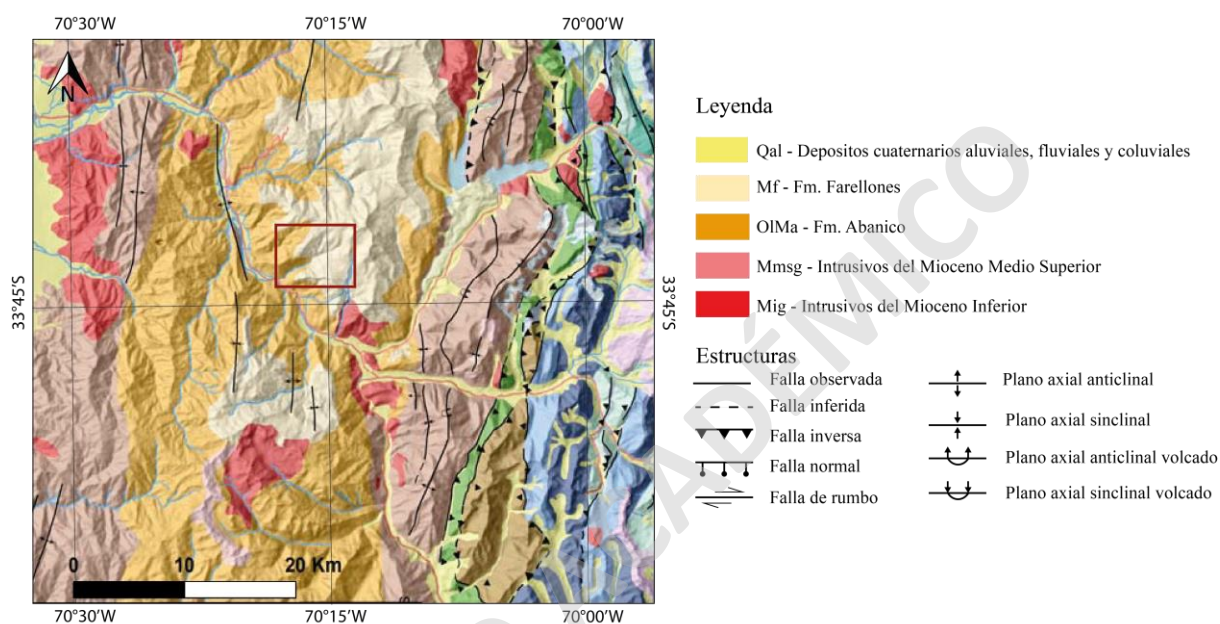 70°30'W 70°15'W 70°00'W
N
33°45'S
33°45'S
0 10 20 Km
70°30'W 70°15'W 70°00'W
Leyenda
Qal - Depositos cuaternarios aluviales, fluviales y coluviales
Mf - Fm. Farellones
OlMa - Fm. Abanico
Mmsg - Intrusivos del Mioceno Medio Superior
Mig - Intrusivos del Mioceno Inferior
Estructuras
Falla observada
Falla inferida
Falla inversa
Falla normal
Falla de rumbo
Plano axial anticlinal
Plano axial sinclinal
Plano axial anticlinal volcado
Plano axial sinclinal volcado
ACADÉMICO